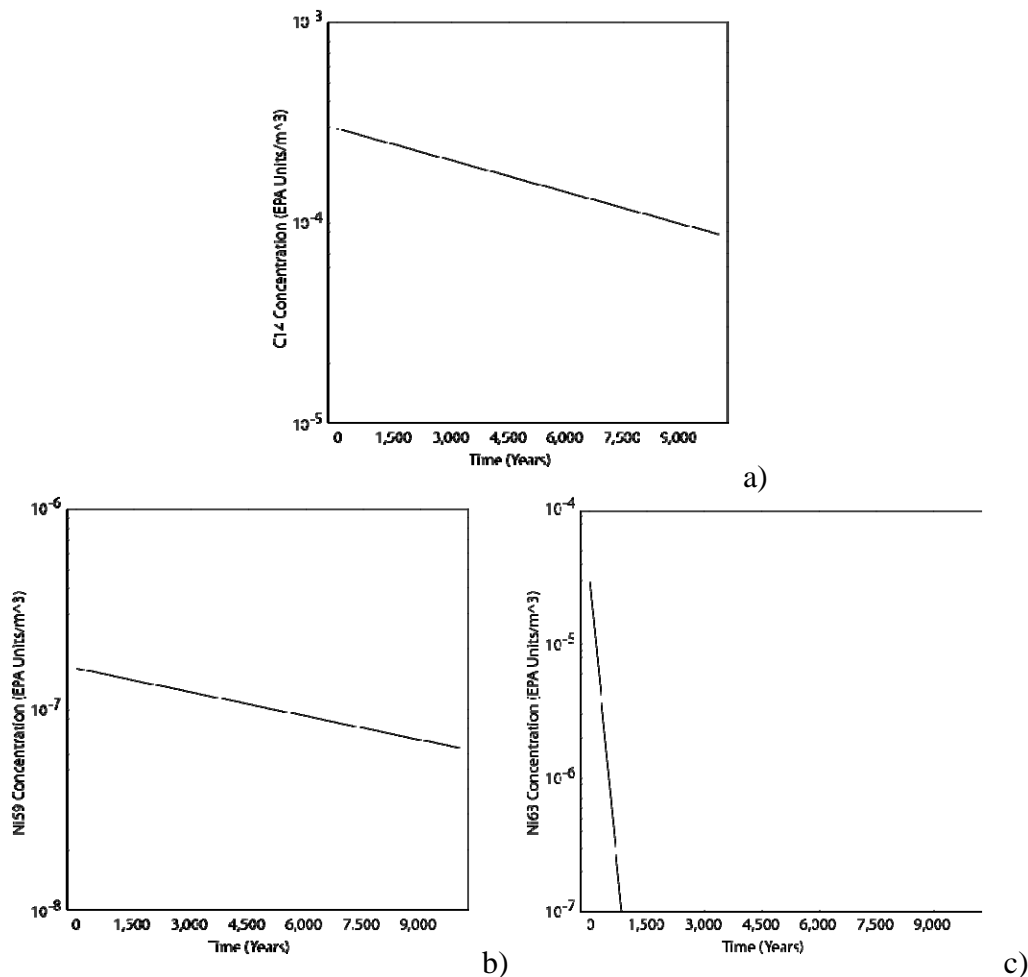 10^-3
C14 Concentration (EPA Units/m^3)
10^-4
10^-5
0 1,500 3,000 4,500 6,000 7,500 9,000
Time (Years)
a)
10^-6
Ni59 Concentration (EPA Units/m^3)
10^-7
10^-8
0 1,500 3,000 4,500 6,000 7,500 9,000
Time (Years)
b)
10^-4
Ni63 Concentration (EPA Units/m^3)
10^-5
10^-6
10^-7
0 1,500 3,000 4,500 6,000 7,500 9,000
Time (Years)
c)